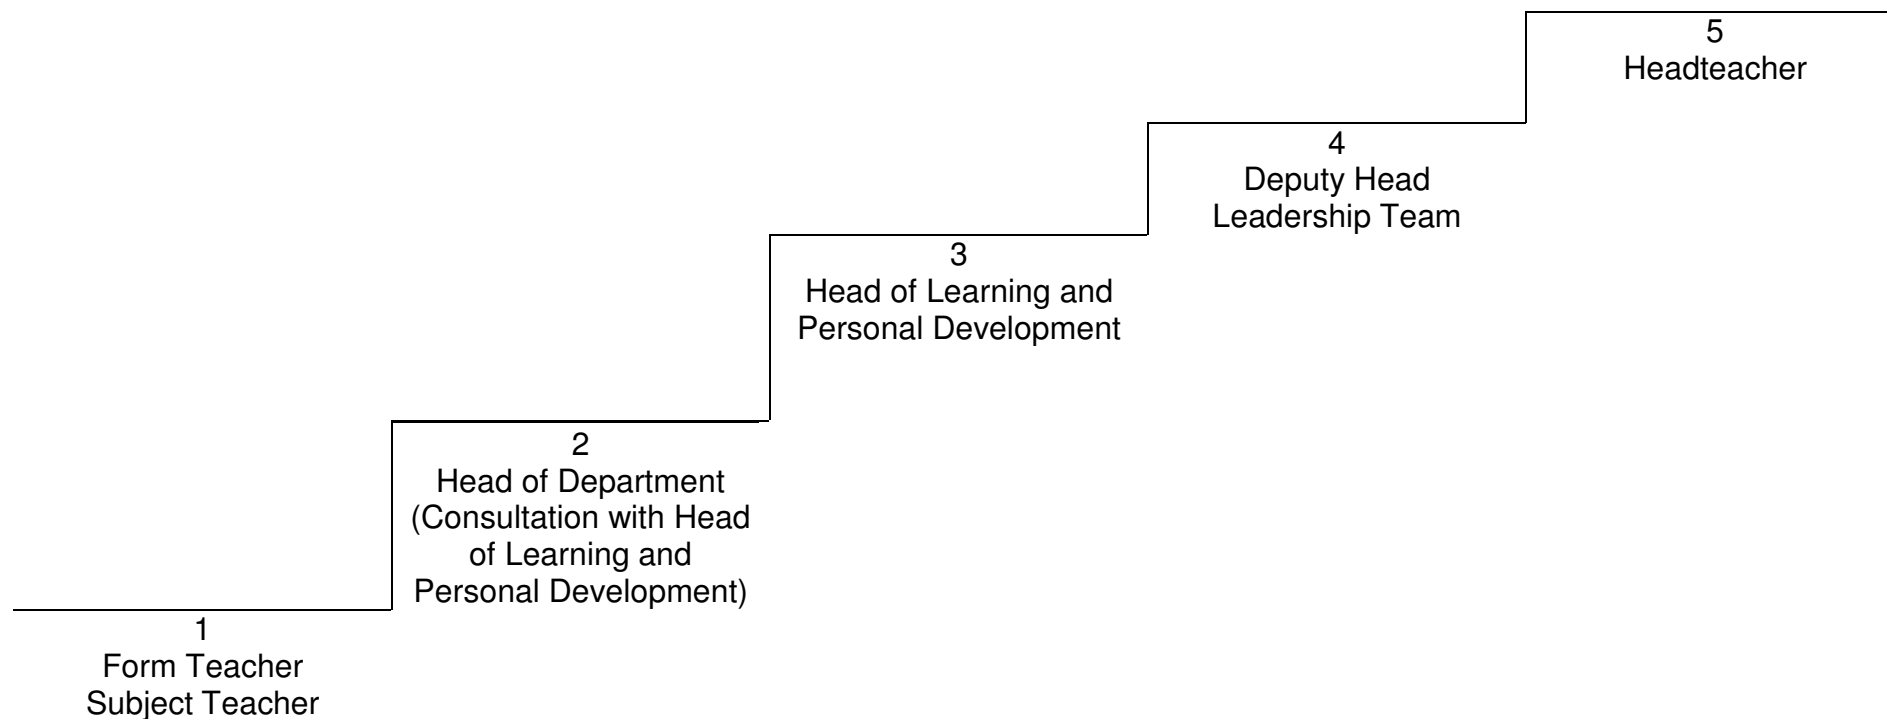 1
Form Teacher
Subject Teacher
2
Head of Department
(Consultation with Head
of Learning and
Personal Development)
3
Head of Learning and
Personal Development
4
Deputy Head
Leadership Team
5
Headteacher